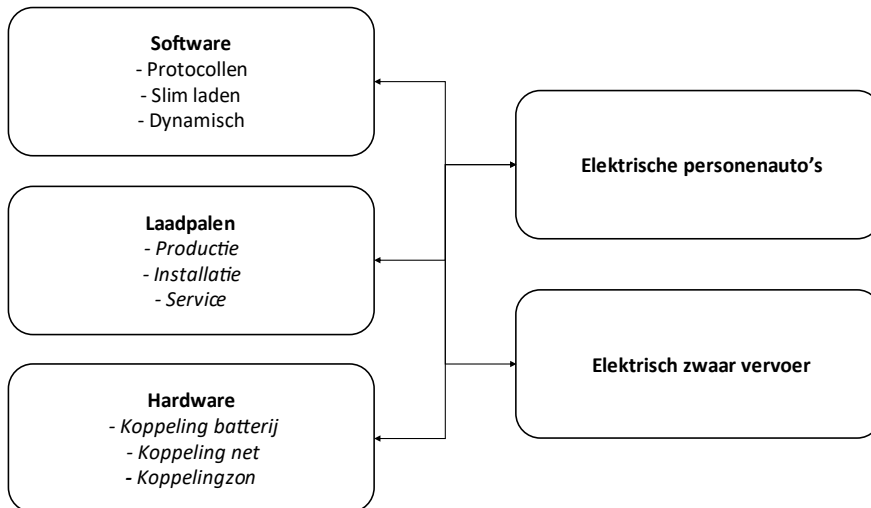 Software
- Protocollen
- Slim laden
- Dynamisch
Laadpalen
- Productie
- Installatie
- Service
Hardware
- Koppeling batterij
- Koppeling net
- Koppelingzon
Elektrische personenauto’s
Elektrisch zwaar vervoer